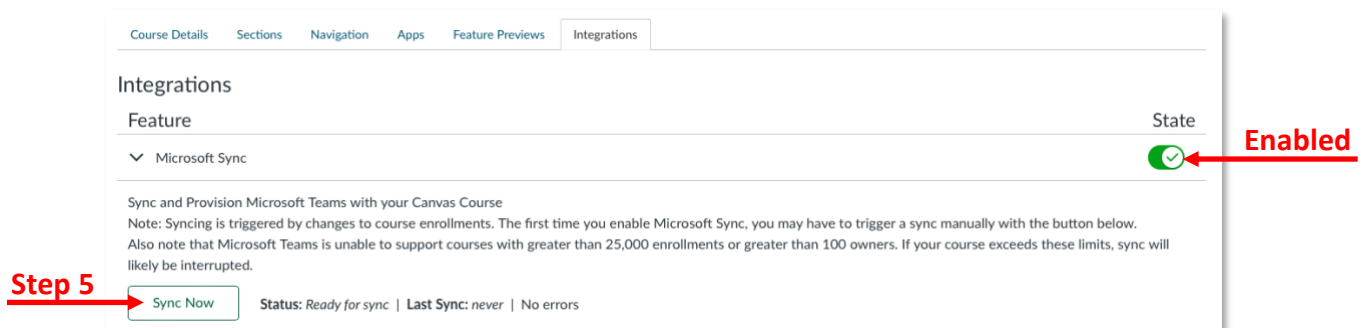 Course Details Sections Navigation Apps Feature Previews Integrations
Integrations
Feature State
Enabled
Microsoft Sync
Sync and Provision Microsoft Teams with your Canvas Course
Note: Syncing is triggered by changes to course enrollments. The first time you enable Microsoft Sync, you may have to trigger a sync manually with the button below.
Also note that Microsoft Teams is unable to support courses with greater than 25,000 enrollments or greater than 100 owners. If your course exceeds these limits, sync will
likely be interrupted.
Step 5
Sync Now Status: Ready for sync | Last Sync: never | No errors